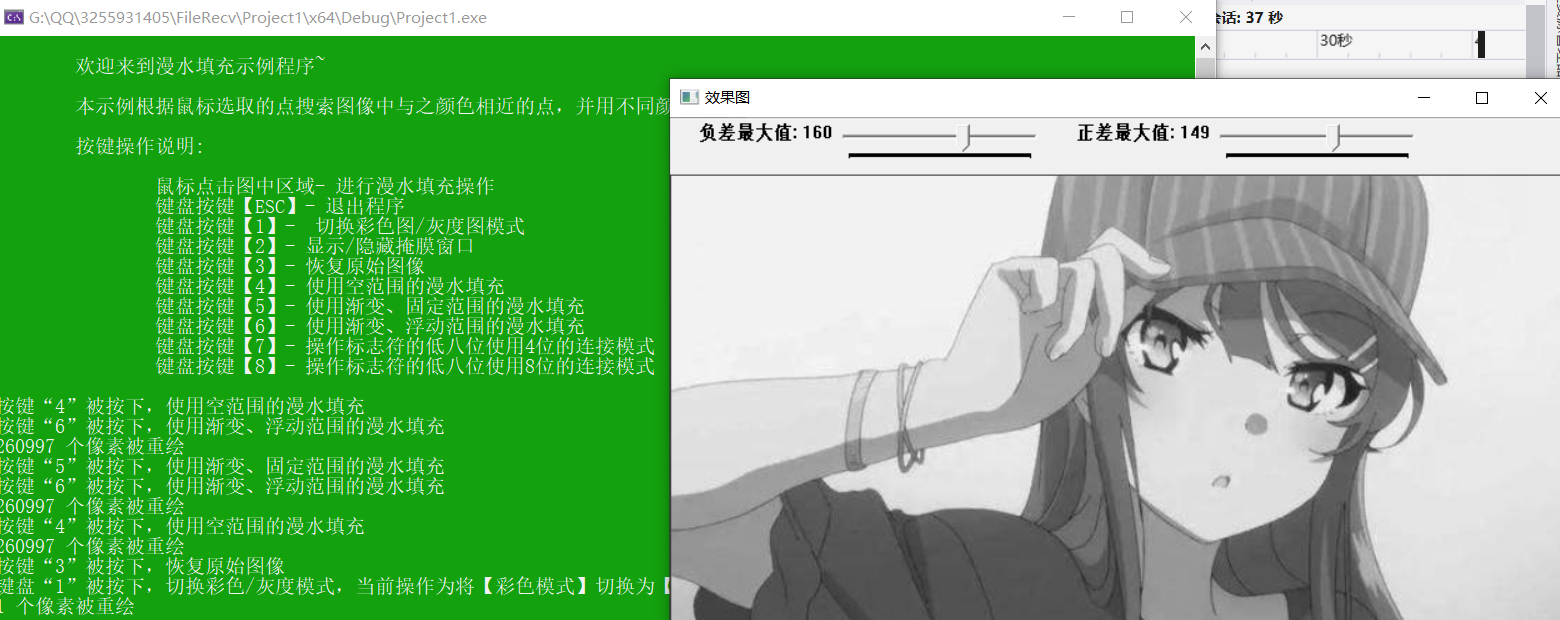 G:\QQ\3255931405\FileRecv\Project1\x64\Debug\Project1.exe
会话: 37 秒
30秒
欢迎来到漫水填充示例程序~
本示例根据鼠标选取的点搜索图像中与之颜色相近的点，并用不同颜
按键操作说明:
鼠标点击图中区域- 进行漫水填充操作
键盘按键【ESC】- 退出程序
键盘按键【1】-  切换彩色图/灰度图模式
键盘按键【2】- 显示/隐藏掩膜窗口
键盘按键【3】- 恢复原始图像
键盘按键【4】- 使用空范围的漫水填充
键盘按键【5】- 使用渐变、固定范围的漫水填充
键盘按键【6】- 使用渐变、浮动范围的漫水填充
键盘按键【7】- 操作标志符的低八位使用4位的连接模式
键盘按键【8】- 操作标志符的低八位使用8位的连接模式
按键“4”被按下，使用空范围的漫水填充
按键“6”被按下，使用渐变、浮动范围的漫水填充
260997 个像素被重绘
按键“5”被按下，使用渐变、固定范围的漫水填充
按键“6”被按下，使用渐变、浮动范围的漫水填充
260997 个像素被重绘
按键“4”被按下，使用空范围的漫水填充
260997 个像素被重绘
按键“3”被按下，恢复原始图像
键盘“1”被按下，切换彩色/灰度模式，当前操作为将【彩色模式】切换为【
1 个像素被重绘
效果图
负差最大值: 160
正差最大值: 149